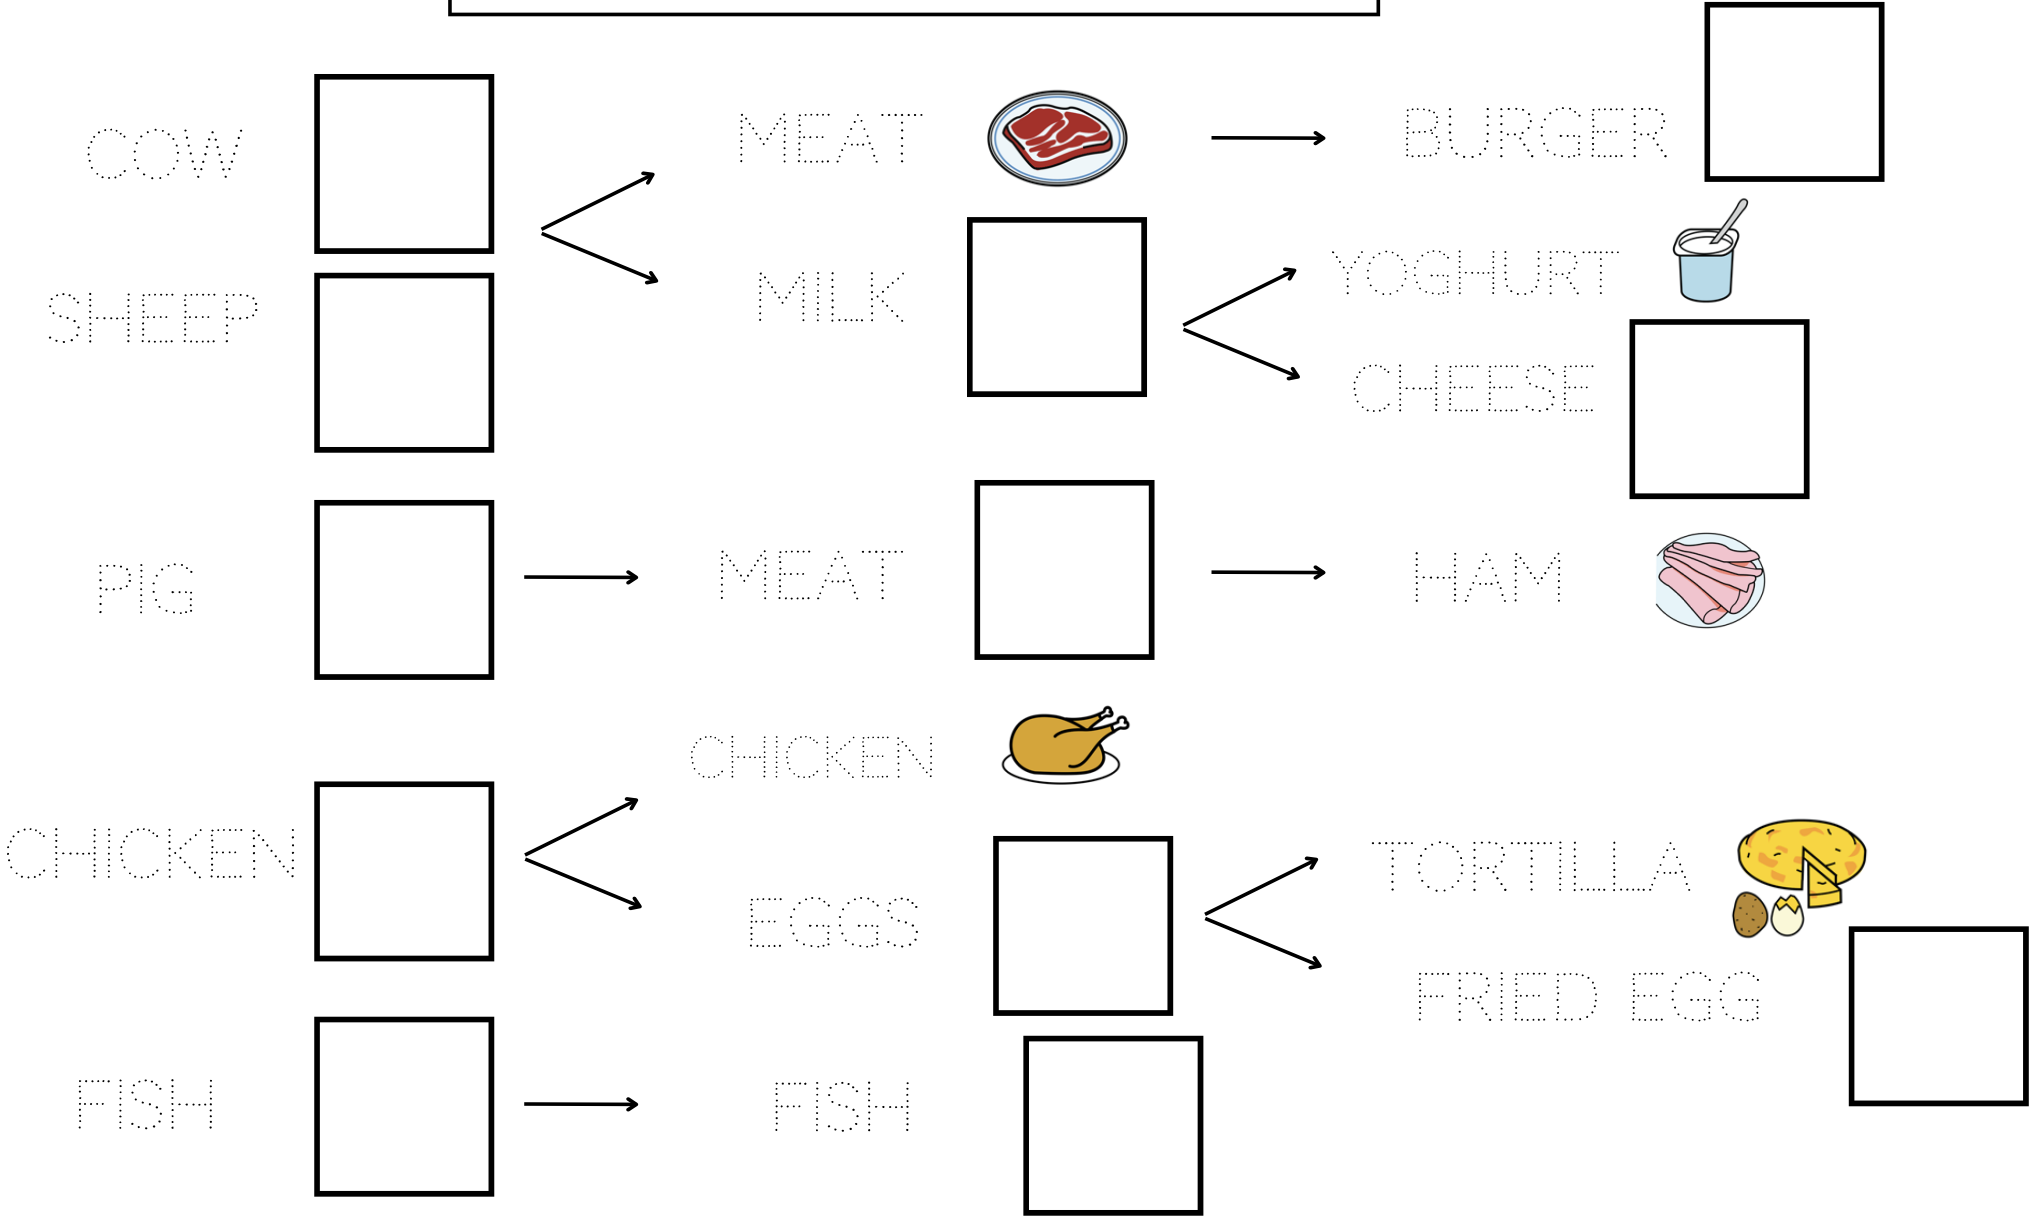 COW
MEAT
BURGER
SHEEP
MILK
YOGHURT
CHEESE
PIG
MEAT
HAM
CHICKEN
CHICKEN
EGGS
TORTILLA
FRIED EGG
FISH
FISH